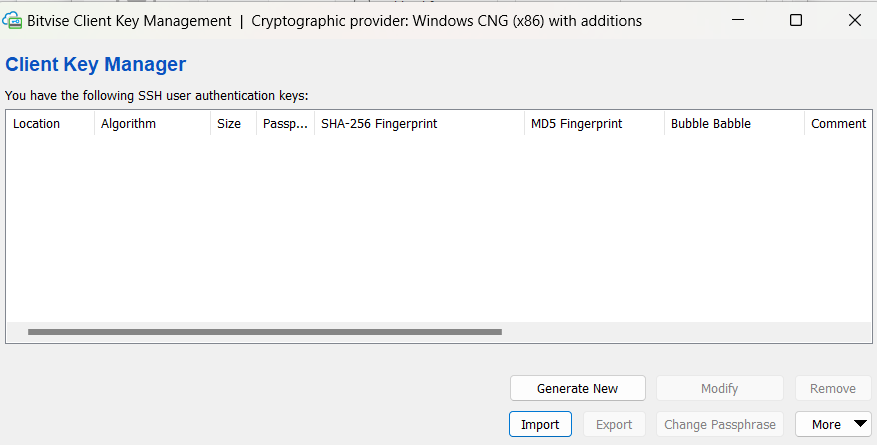 Bitvise Client Key Management | Cryptographic provider: Windows CNG (x86) with additions
Client Key Manager
You have the following SSH user authentication keys:
Location Algorithm Size Passp... SHA-256 Fingerprint MD5 Fingerprint Bubble Babble Comment
Generate New Modify Remove
Import Export Change Passphrase More